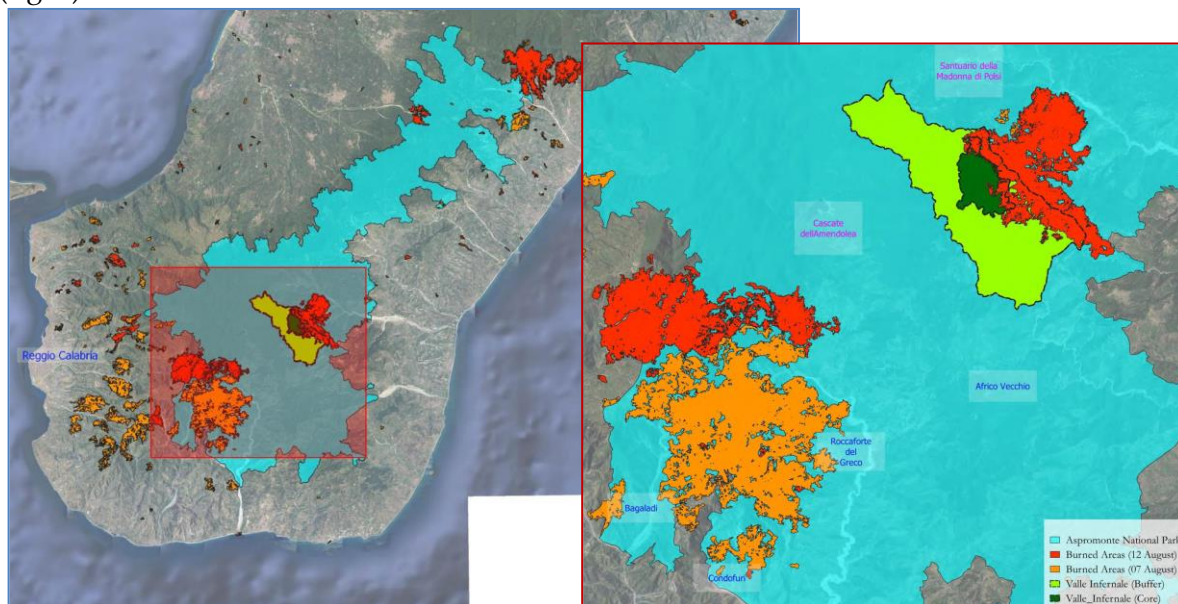 Reggio Calabria
Santuario della
Madonna di Polsi
Cascate
dell'Amendolea
Africo Vecchio
Roccaforte
del
Greco
Bagaladi
Condofuri
Aspromonte National Park
Burned Areas (12 August)
Burned Areas (07 August)
Valle Infernale (Buffer)
Valle_Infernale (Core)